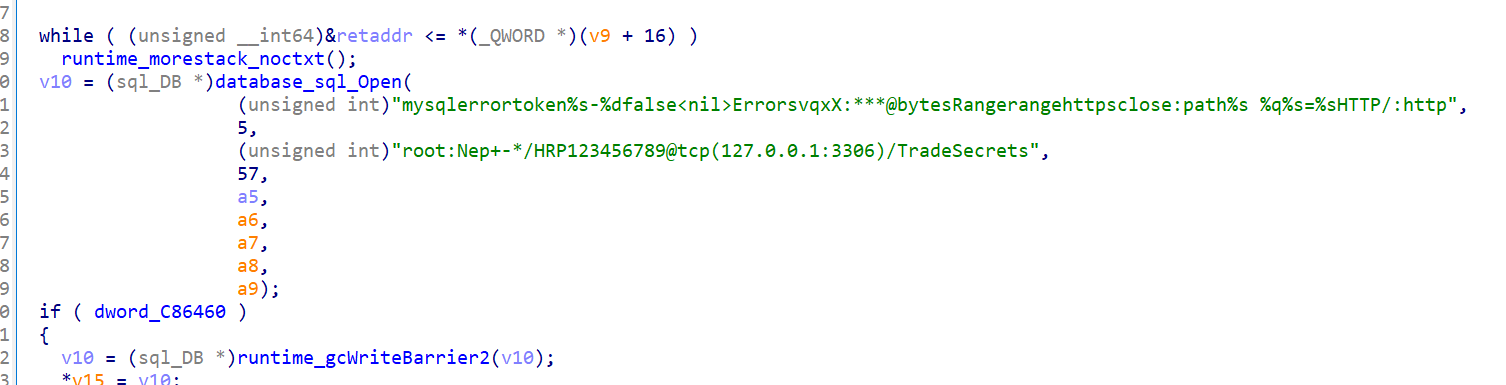 7
8 while ( (unsigned __int64)&retaddr <= *(_QWORD *)(v9 + 16) )
9 runtime_morestack_noctxt();
0 v10 = (sql_DB *)database_sql_Open(
1 (unsigned int)"mysqlerrortoken%s-%dfalse<nil>ErrorsvqxX:***@bytesRangerangehttpsclose:path%s %q%s=%sHTTP/:http",
2 5,
3 (unsigned int)"root:Nep+-*/HRP123456789@tcp(127.0.0.1:3306)/TradeSecrets",
4 57,
5 a5,
6 a6,
7 a7,
8 a8,
9 a9);
0 if ( dword_C86460 )
1 {
2 v10 = (sql_DB *)runtime_gcWriteBarrier2(v10);
3 *v15 = v10;